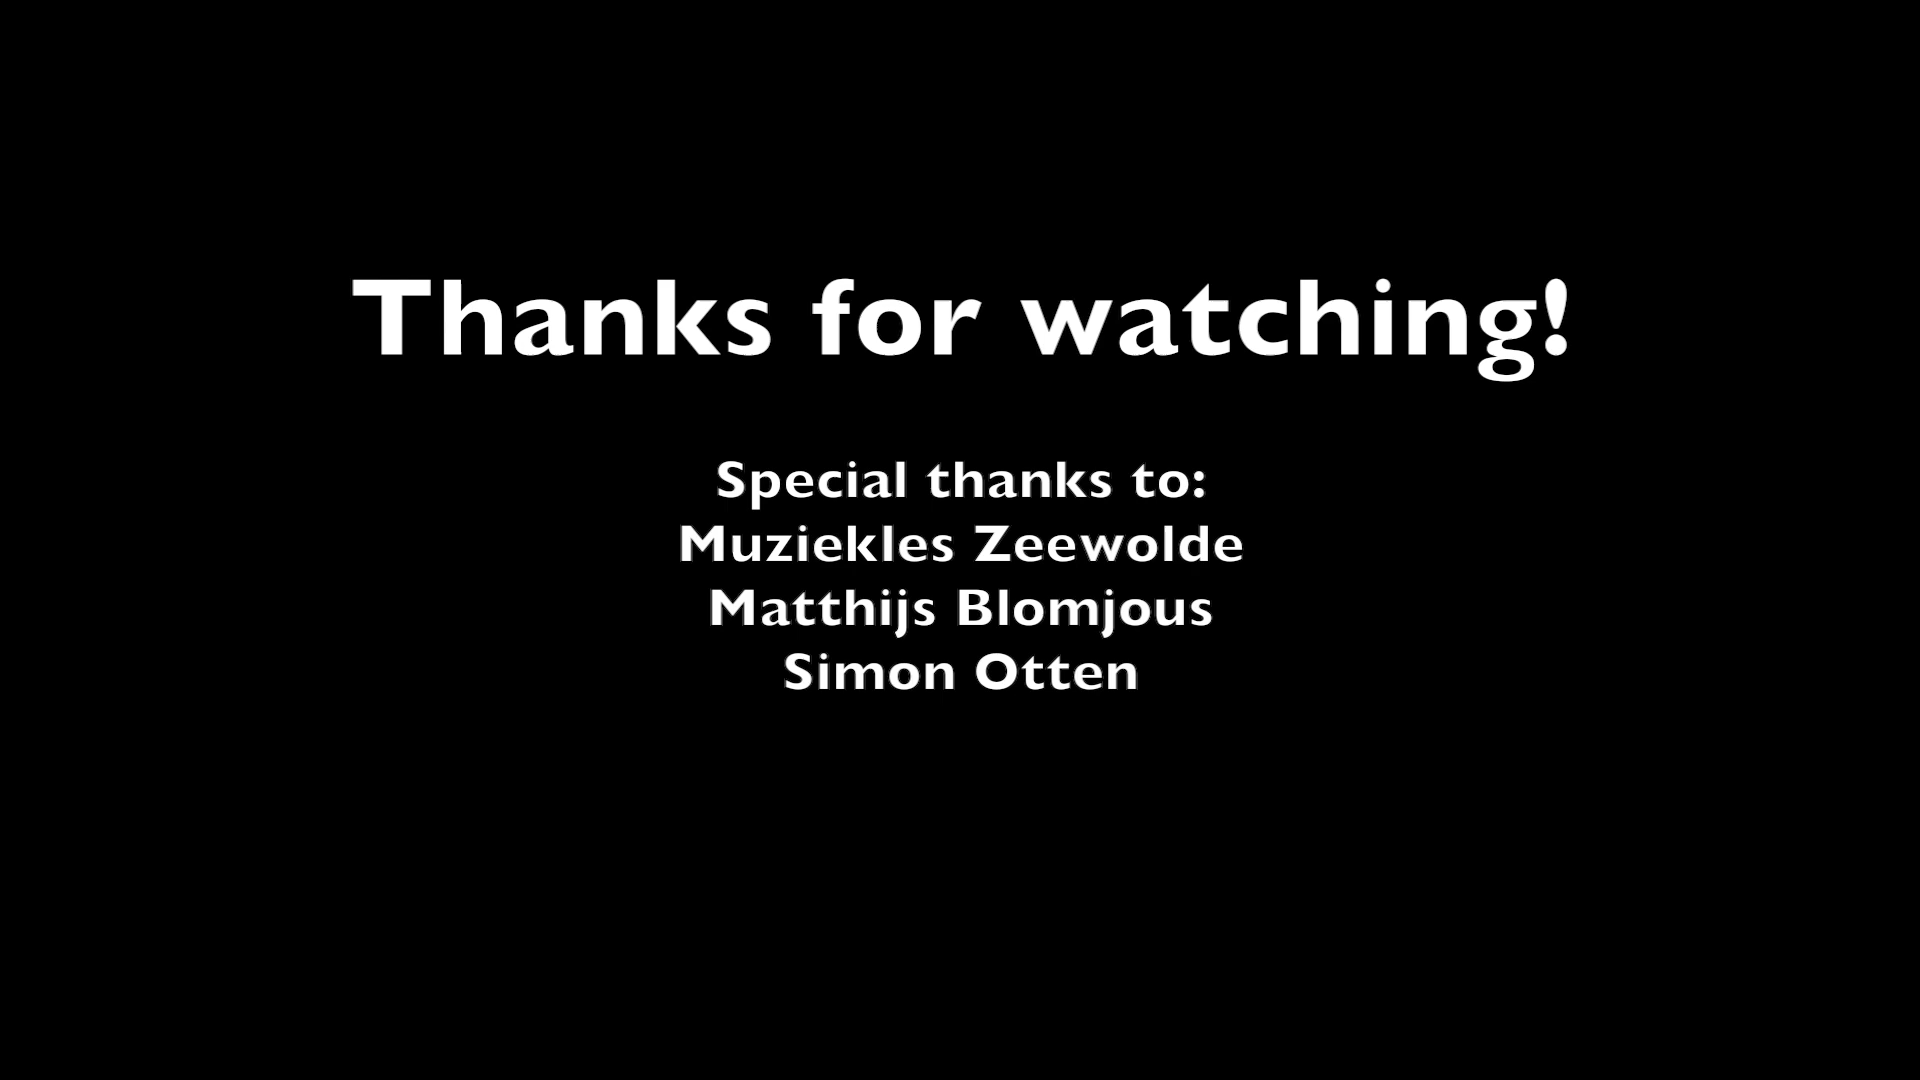 Thanks for watching!
Special thanks to:
Muziekles Zeewolde
Matthijs Blomjous
Simon Otten